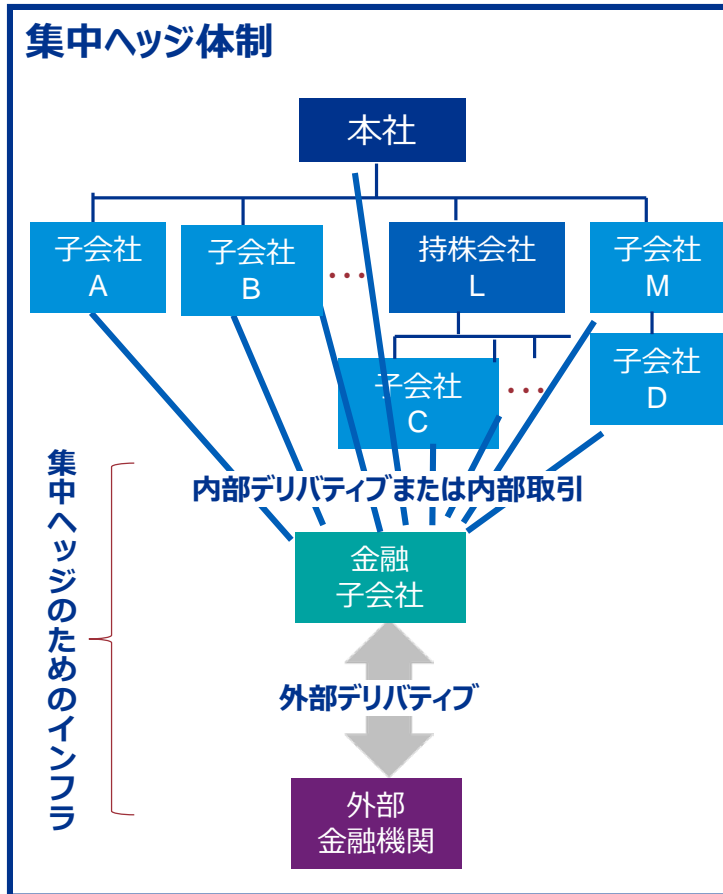 集中ヘッジ体制
本社
子会社
A
子会社
B
…
持株会社
L
子会社
M
子会社
C
…
子会社
D
内部デリバティブまたは内部取引
集中ヘッジのためのインフラ
金融
子会社
外部デリバティブ
外部
金融機関